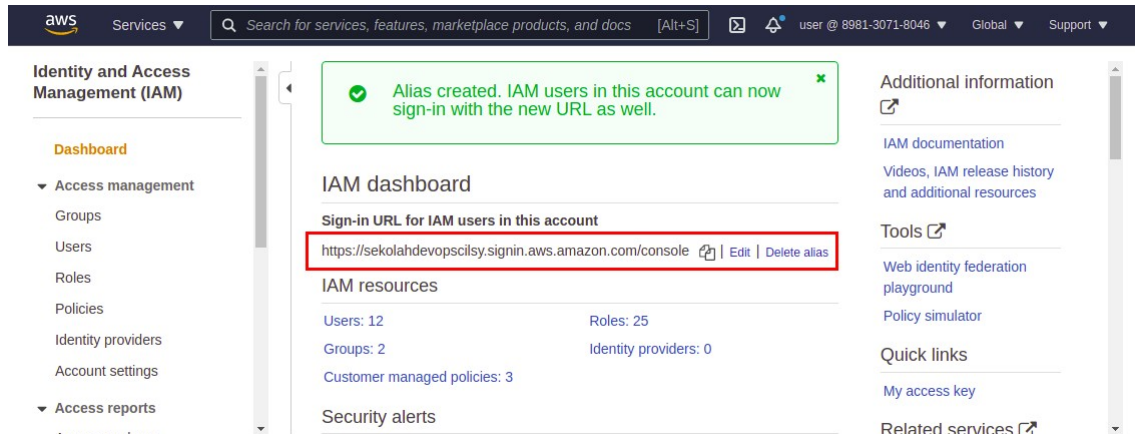 aws
Services ▼
Search for services, features, marketplace products, and docs [Alt+S]
user @ 8981-3071-8046 ▼
Global ▼
Support ▼
Identity and Access
Management (IAM)
Dashboard
Access management
Groups
Users
Roles
Policies
Identity providers
Account settings
Access reports
Alias created. IAM users in this account can now
sign-in with the new URL as well.
IAM dashboard
Sign-in URL for IAM users in this account
https://sekolahdevopscilsy.signin.aws.amazon.com/console | Edit | Delete alias
IAM resources
Users: 12
Roles: 25
Groups: 2
Identity providers: 0
Customer managed policies: 3
Security alerts
Additional information
IAM documentation
Videos, IAM release history
and additional resources
Tools
Web identity federation
playground
Policy simulator
Quick links
My access key
Related services